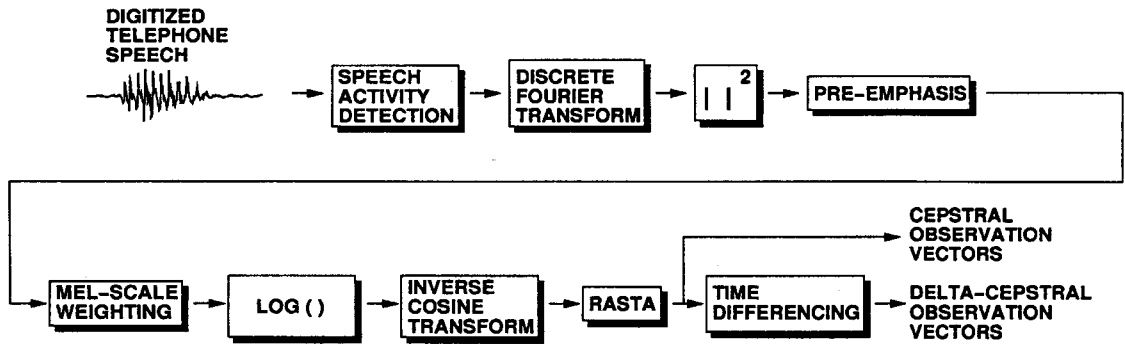 DIGITIZED
TELEPHONE
SPEECH
SPEECH
ACTIVITY
DETECTION
DISCRETE
FOURIER
TRANSFORM
| | 2
PRE-EMPHASIS
MEL-SCALE
WEIGHTING
LOG ( )
INVERSE
COSINE
TRANSFORM
RASTA
TIME
DIFFERENCING
CEPSTRAL
OBSERVATION
VECTORS
DELTA-CEPSTRAL
OBSERVATION
VECTORS